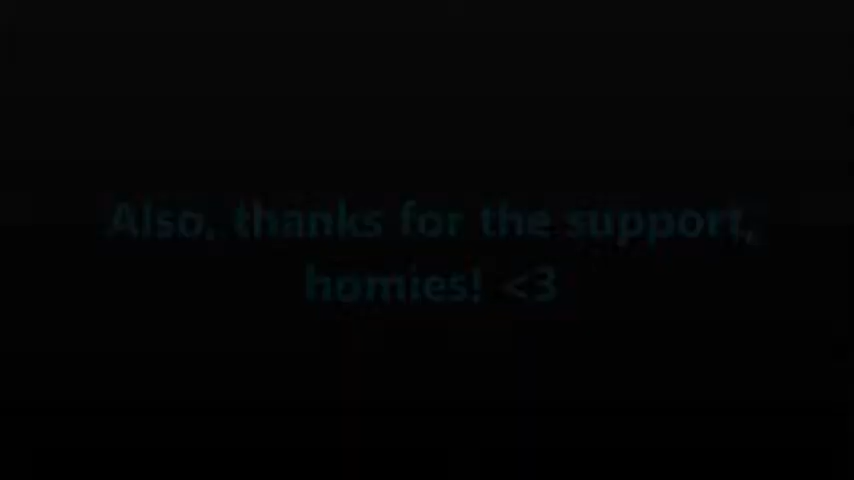 Also, thanks for the support,
homies! <3